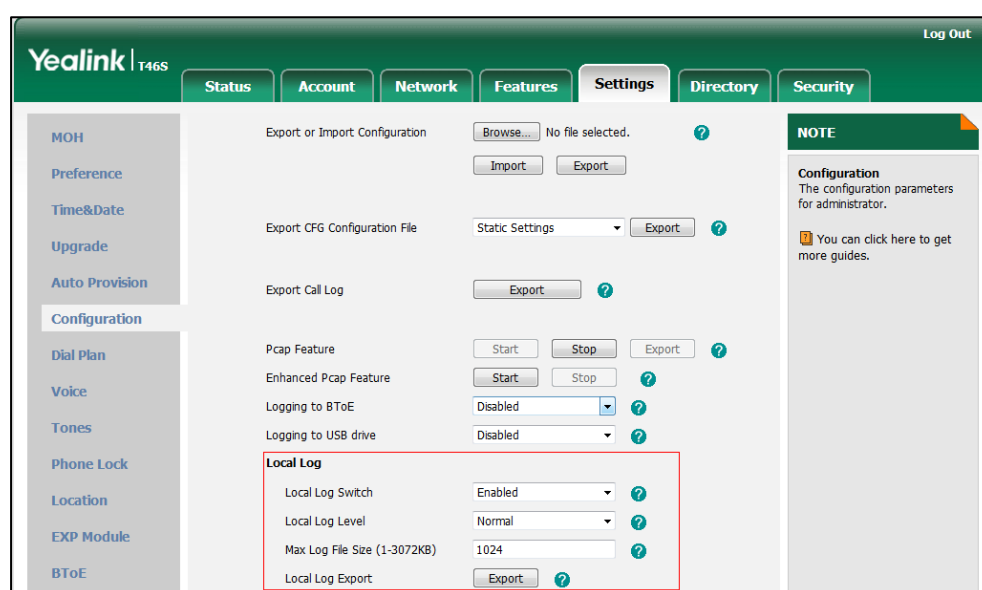 Log Out
Yealink | T46S
Status Account Network Features Settings Directory Security
MOH
Preference
Time&Date
Upgrade
Auto Provision
Configuration
Dial Plan
Voice
Tones
Phone Lock
Location
EXP Module
BToE
Export or Import Configuration Browse... No file selected. ?
Import Export
Export CFG Configuration File Static Settings Export ?
Export Call Log Export ?
Pcap Feature Start Stop Export ?
Enhanced Pcap Feature Start Stop ?
Logging to BToE Disabled ?
Logging to USB drive Disabled ?
Local Log
Local Log Switch Enabled ?
Local Log Level Normal ?
Max Log File Size (1-3072KB) 1024 ?
Local Log Export Export ?
NOTE
Configuration
The configuration parameters
for administrator.
? You can click here to get
more guides.